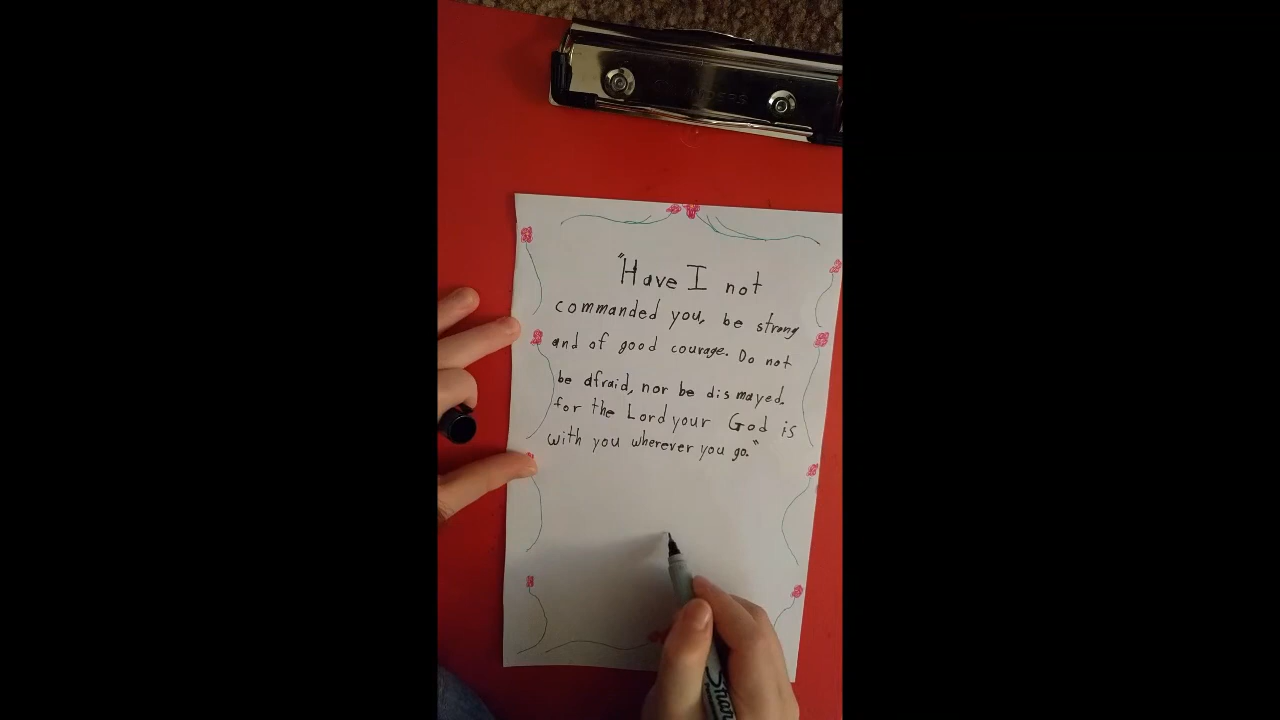 "Have I not
commanded you, be strong
and of good courage. Do not
be afraid, nor be dismayed.
for the Lord your God is
with you wherever you go."